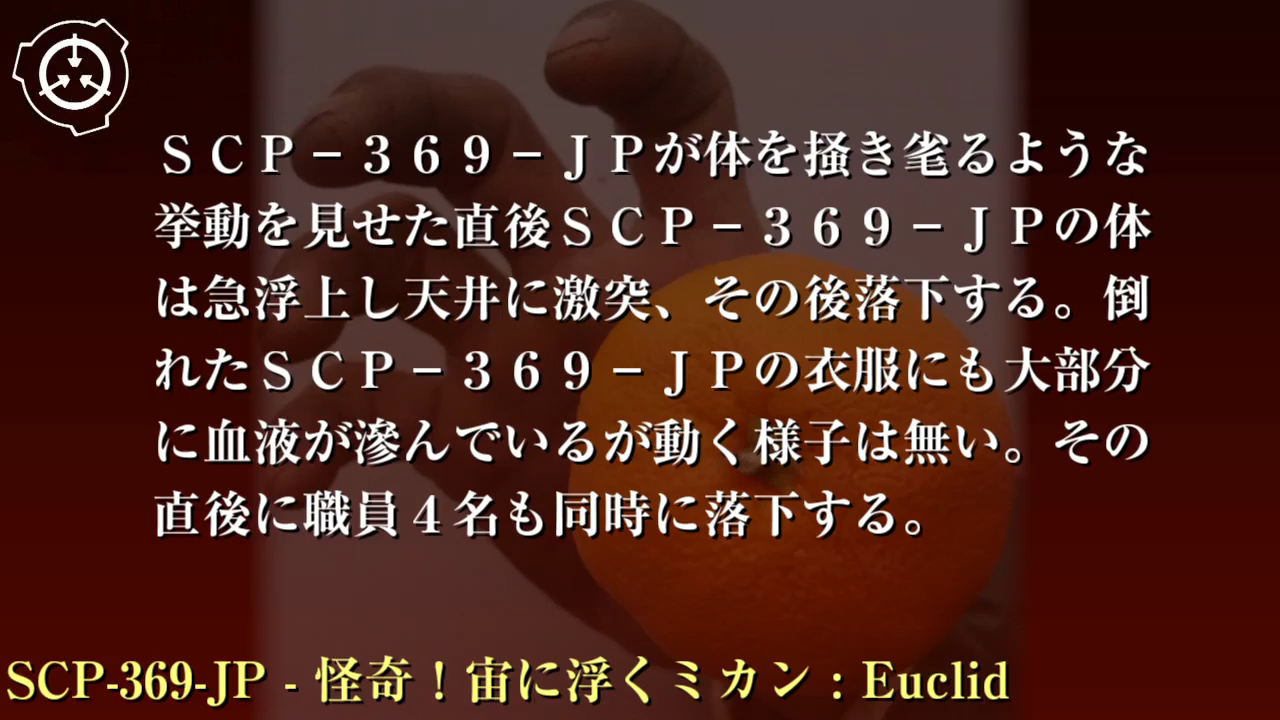 ＳＣＰ－３６９－ＪＰが体を掻き毟るような
挙動を見せた直後ＳＣＰ－３６９－ＪＰの体
は急浮上し天井に激突、その後落下する。倒
れたＳＣＰ－３６９－ＪＰの衣服にも大部分
に血液が滲んでいるが動く様子は無い。その
直後に職員４名も同時に落下する。
SCP-369-JP - 怪奇！宙に浮くミカン：Euclid